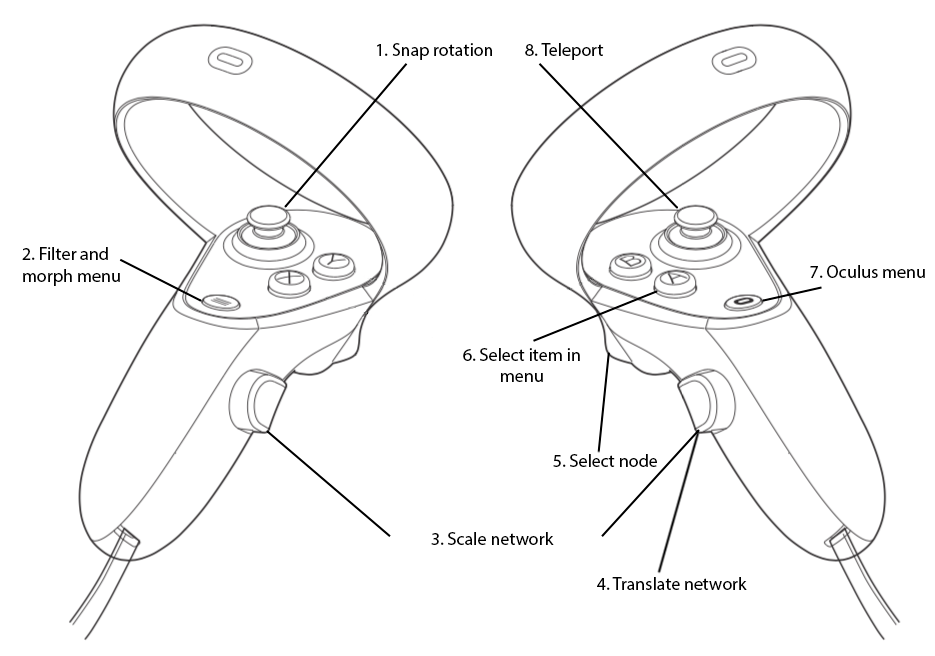 1. Snap rotation
8. Teleport
2. Filter and
morph menu
7. Oculus menu
Y
X
B
A
6. Select item in
menu
5. Select node
3. Scale network
4. Translate network